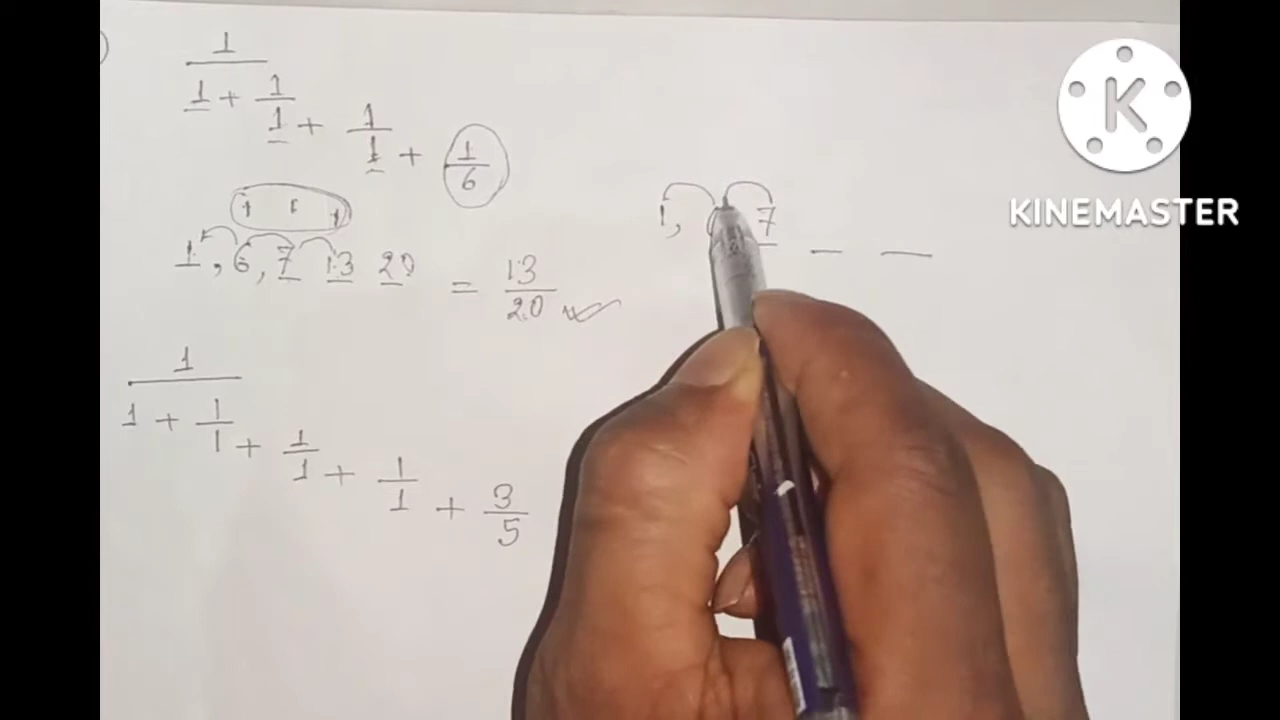 1
1 + 1
1 + 1
1 + 1
6
1 1 1
1, 6, 7 13 20 = 13
20
1, 7
1
1 + 1
1 + 1
1 + 1
1 + 3
5
KINEMASTER